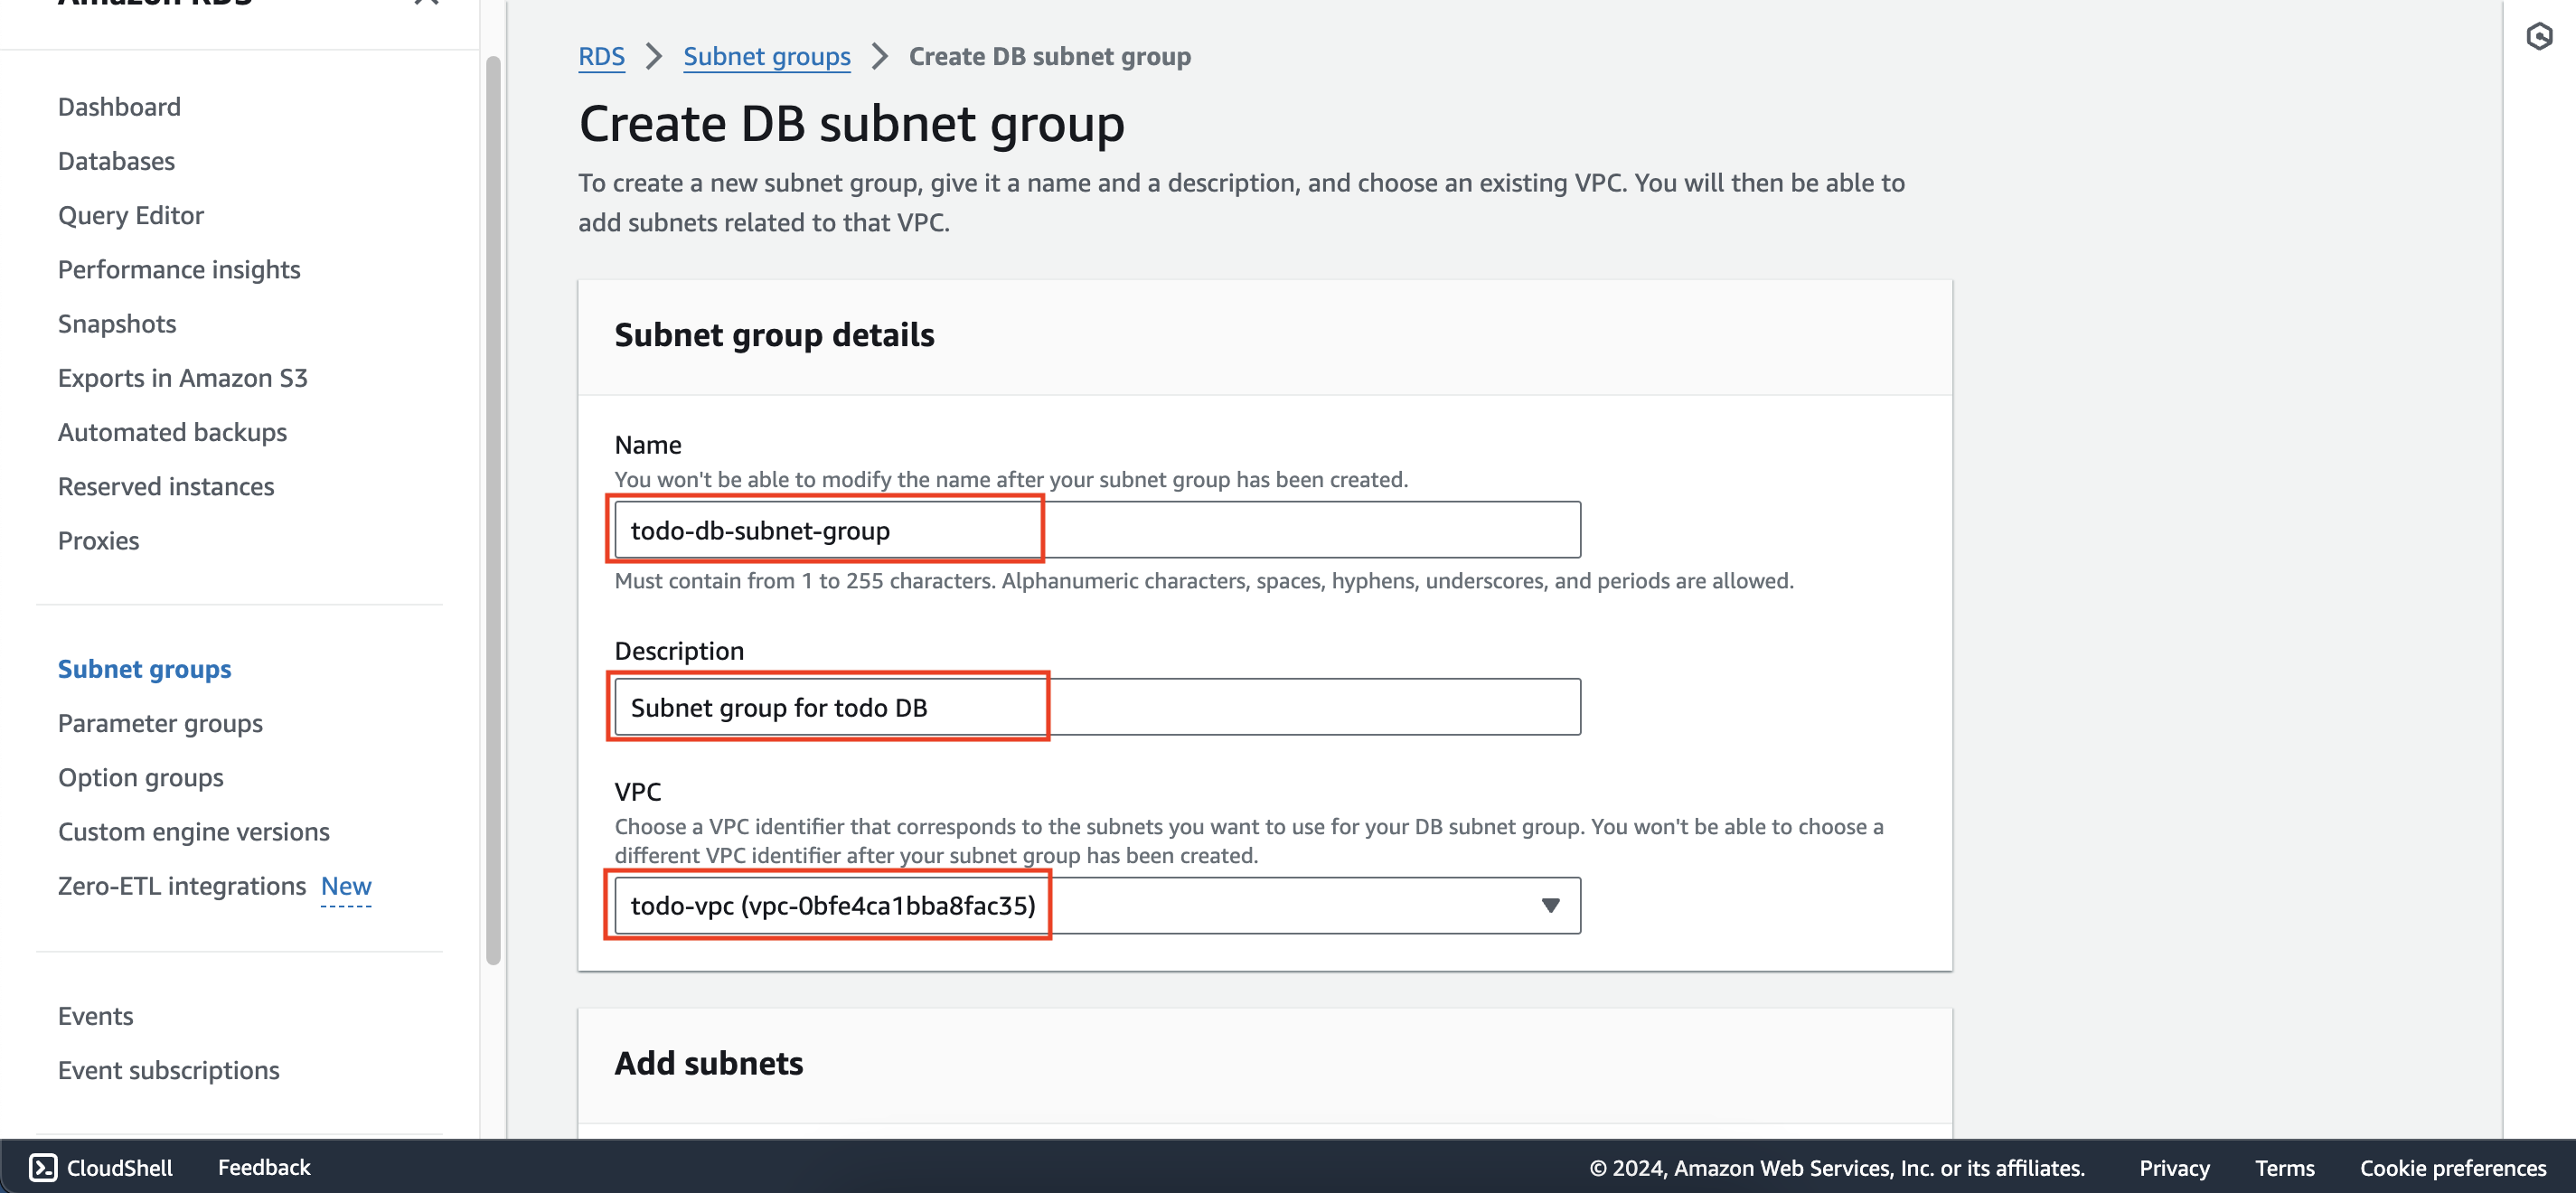 Amazon RDS
Dashboard
Databases
Query Editor
Performance insights
Snapshots
Exports in Amazon S3
Automated backups
Reserved instances
Proxies
Subnet groups
Parameter groups
Option groups
Custom engine versions
Zero-ETL integrations New
Events
Event subscriptions
RDS Subnet groups Create DB subnet group
Create DB subnet group
To create a new subnet group, give it a name and a description, and choose an existing VPC. You will then be able to
add subnets related to that VPC.
Subnet group details
Name
You won't be able to modify the name after your subnet group has been created.
todo-db-subnet-group
Must contain from 1 to 255 characters. Alphanumeric characters, spaces, hyphens, underscores, and periods are allowed.
Description
Subnet group for todo DB
VPC
Choose a VPC identifier that corresponds to the subnets you want to use for your DB subnet group. You won't be able to choose a
different VPC identifier after your subnet group has been created.
todo-vpc (vpc-0bfe4ca1bba8fac35)
Add subnets
CloudShell Feedback © 2024, Amazon Web Services, Inc. or its affiliates. Privacy Terms Cookie preferences